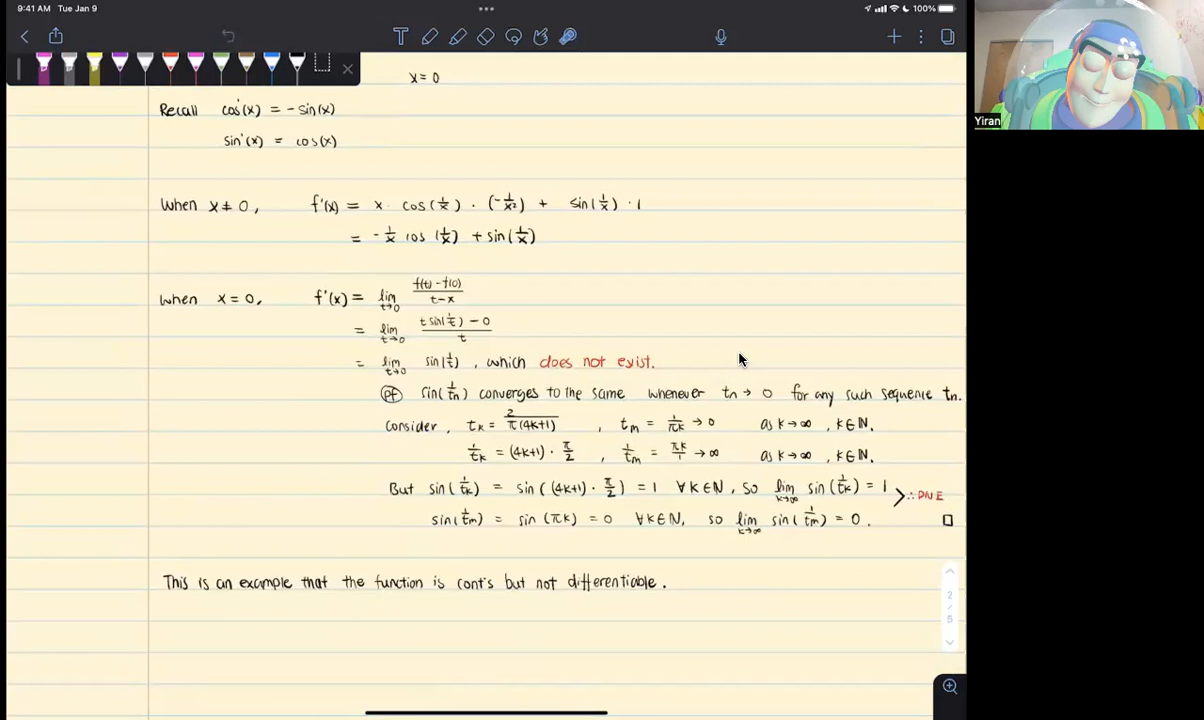 9:41 AM Tue Jan 9
100%
x = 0
Recall cos'(x) = -sin(x)
sin'(x) = cos(x)
When x ≠ 0, f'(x) = x · cos(1/x) · (-1/x²) + sin(1/x) · 1
= -1/x cos (1/x) + sin(1/x)
When x = 0, f'(x) = lim t→0 (f(t) - f(0))/(t - x)
= lim t→0 (t sin(1/t) - 0)/t
= lim t→0 sin(1/t), which does not exist.
Pf sin(1/tn) converges to the same whenever tn → 0 for any such sequence tn.
Consider, tk = 2/(π(4k+1)), tm = 1/(πk) → 0 as k → ∞, k ∈ ℕ.
1/tk = (4k+1) · π/2, 1/tm = πk/1 → ∞ as k → ∞, k ∈ ℕ.
But sin(1/tk) = sin((4k+1) · π/2) = 1 ∀k ∈ ℕ, so lim k→∞ sin(1/tk) = 1
> ∴ DNE
sin(1/tm) = sin(πk) = 0 ∀k ∈ ℕ, so lim k→∞ sin(1/tm) = 0. □
This is an example that the function is cont's but not differentiable.
2 / 5
Yiran